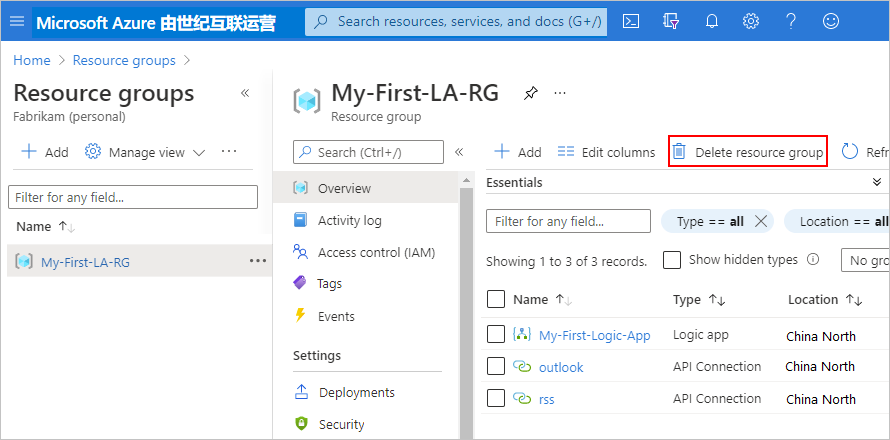 Microsoft Azure 由世纪互联运营
Search resources, services, and docs (G+/)
Home
Resource groups
Resource groups
Fabrikam (personal)
Add
Manage view
Filter for any field...
Name
My-First-LA-RG
My-First-LA-RG
Resource group
Search (Ctrl+/)
Overview
Activity log
Access control (IAM)
Tags
Events
Settings
Deployments
Security
Add
Edit columns
Delete resource group
Refr
Essentials
Filter for any field...
Type == all
Location == all
Showing 1 to 3 of 3 records.
Show hidden types
No gro
Name Type Location
My-First-Logic-App Logic app China North
outlook API Connection China North
rss API Connection China North